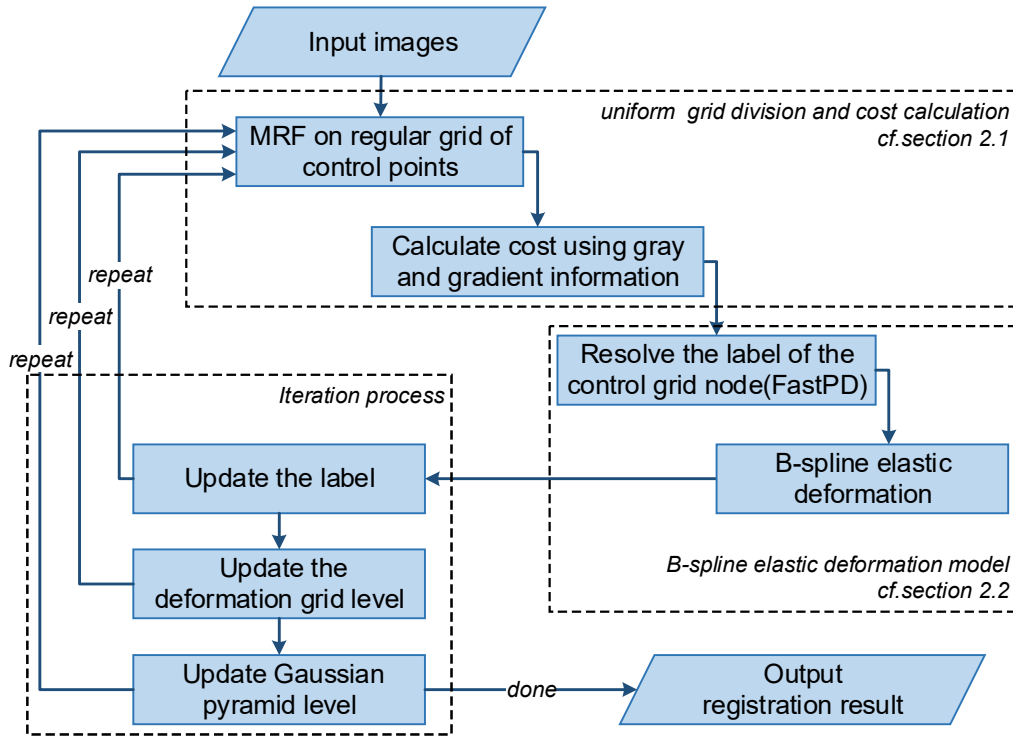 Input images
uniform grid division and cost calculation
cf.section 2.1
MRF on regular grid of
control points
Calculate cost using gray
and gradient information
repeat
repeat
repeat
Resolve the label of the
control grid node(FastPD)
B-spline elastic
deformation
B-spline elastic deformation model
cf.section 2.2
Iteration process
Update the label
Update the
deformation grid level
Update Gaussian
pyramid level
done
Output
registration result